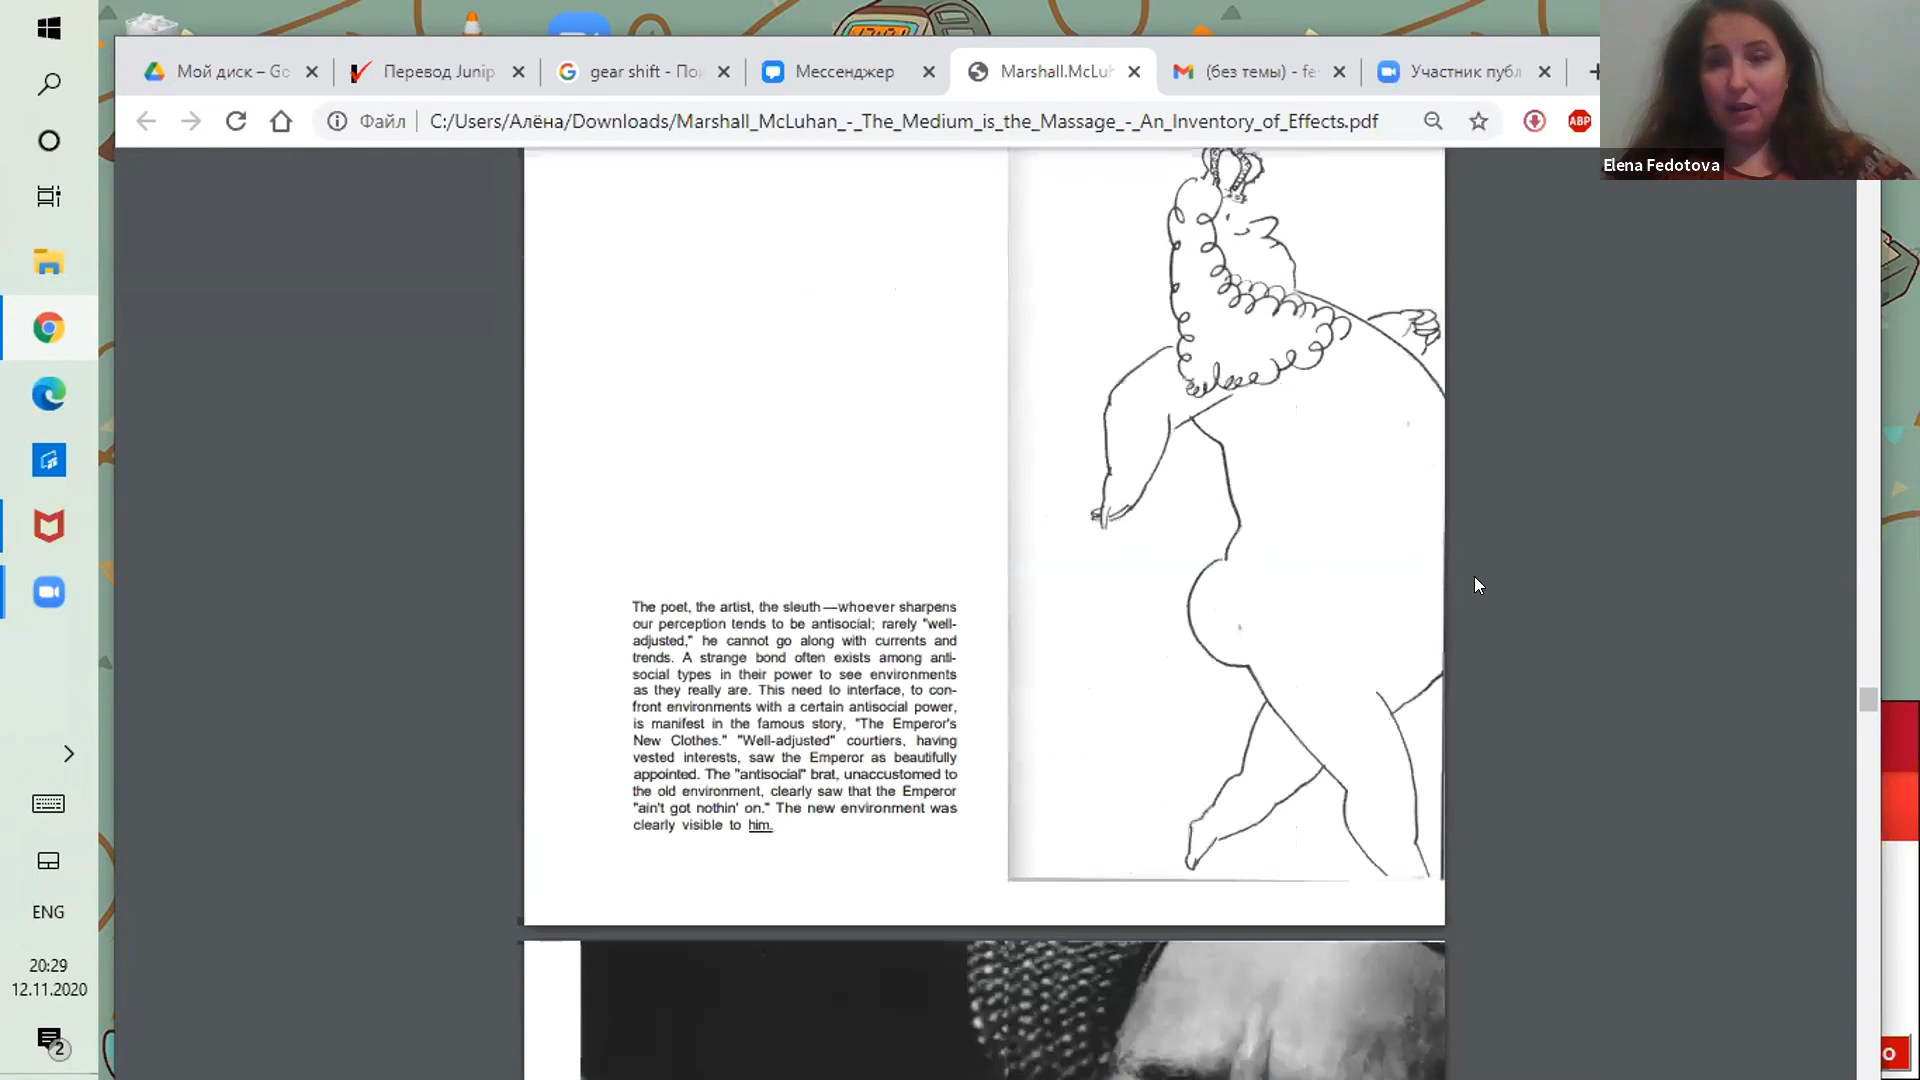 Мой диск – Go
Перевод Junip
gear shift - Пои
Мессенджер
Marshall.McLuh
(без темы) - fe
Участник публ
Файл
C:/Users/Алёна/Downloads/Marshall_McLuhan_-_The_Medium_is_the_Massage_-_An_Inventory_of_Effects.pdf
ABP
Elena Fedotova
The poet, the artist, the sleuth—whoever sharpens
our perception tends to be antisocial; rarely "well-
adjusted," he cannot go along with currents and
trends. A strange bond often exists among anti-
social types in their power to see environments
as they really are. This need to interface, to con-
front environments with a certain antisocial power,
is manifest in the famous story, "The Emperor's
New Clothes." "Well-adjusted" courtiers, having
vested interests, saw the Emperor as beautifully
appointed. The "antisocial" brat, unaccustomed to
the old environment, clearly saw that the Emperor
"ain't got nothin' on." The new environment was
clearly visible to him.
ENG
20:29
12.11.2020
2